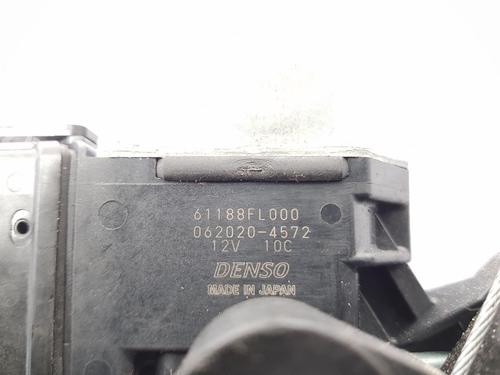 61188FL000
062020-4572
12V 10C
DENSO
MADE IN JAPAN